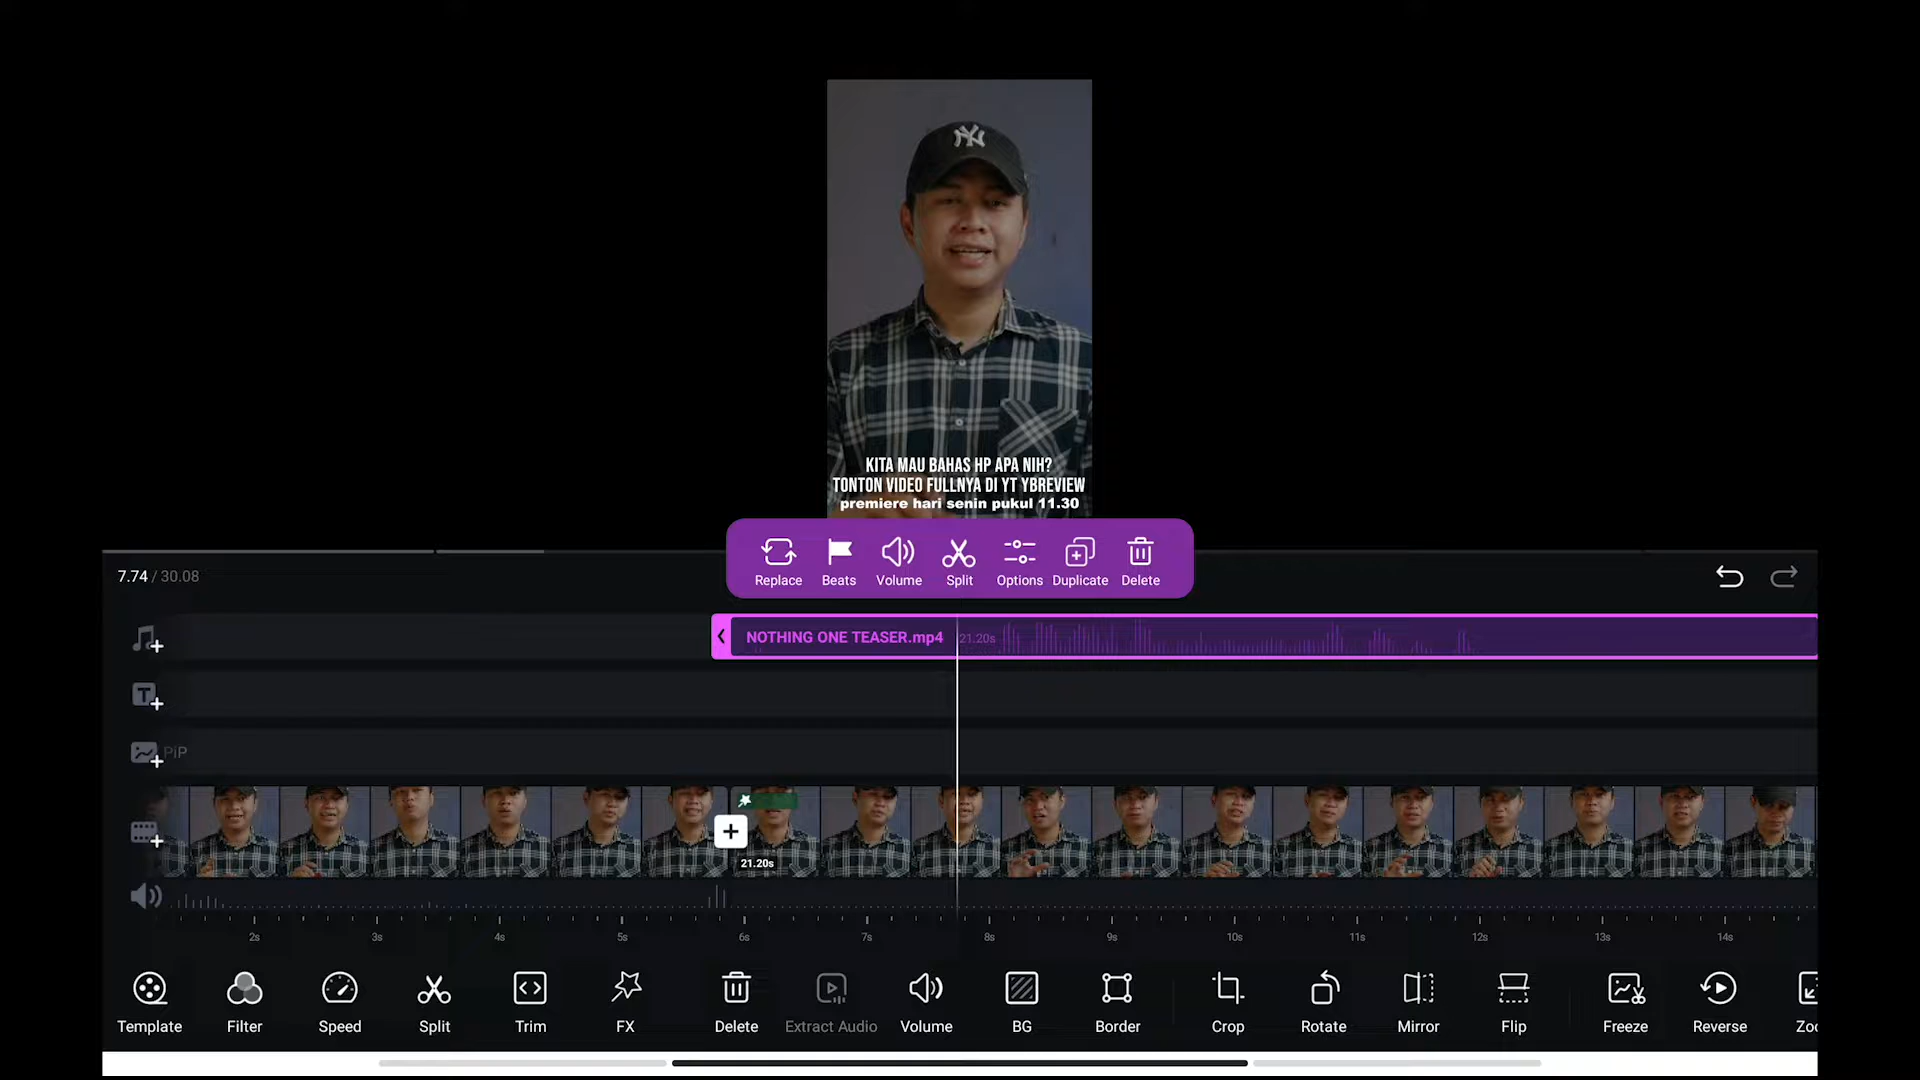 NY
KITA MAU BAHAS HP APA NIH?
TONTON VIDEO FULLNYA DI YT YBREVIEW
premiere hari senin pukul 11.30
Replace Beats Volume Split Options Duplicate Delete
7.74 / 30.08
NOTHING ONE TEASER.mp4 21.20s
T
PiP
21.20s
2s 3s 4s 5s 6s 7s 8s 9s 10s 11s 12s 13s 14s
Template Filter Speed Split Trim FX Delete Extract Audio Volume BG Border Crop Rotate Mirror Flip Freeze Reverse Zoo